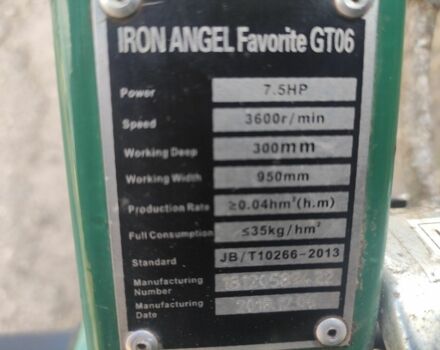 IRON ANGEL Favorite GT06
Power 7.5HP
Speed 3600r/min
Working Deep 300mm
Working Width 950mm
Production Rate ≥0.04hm²(h.m)
Full Consumption ≤35kg/hm²
Standard JB/T10266-2013
Manufacturing
Number
Manufacturing
Date